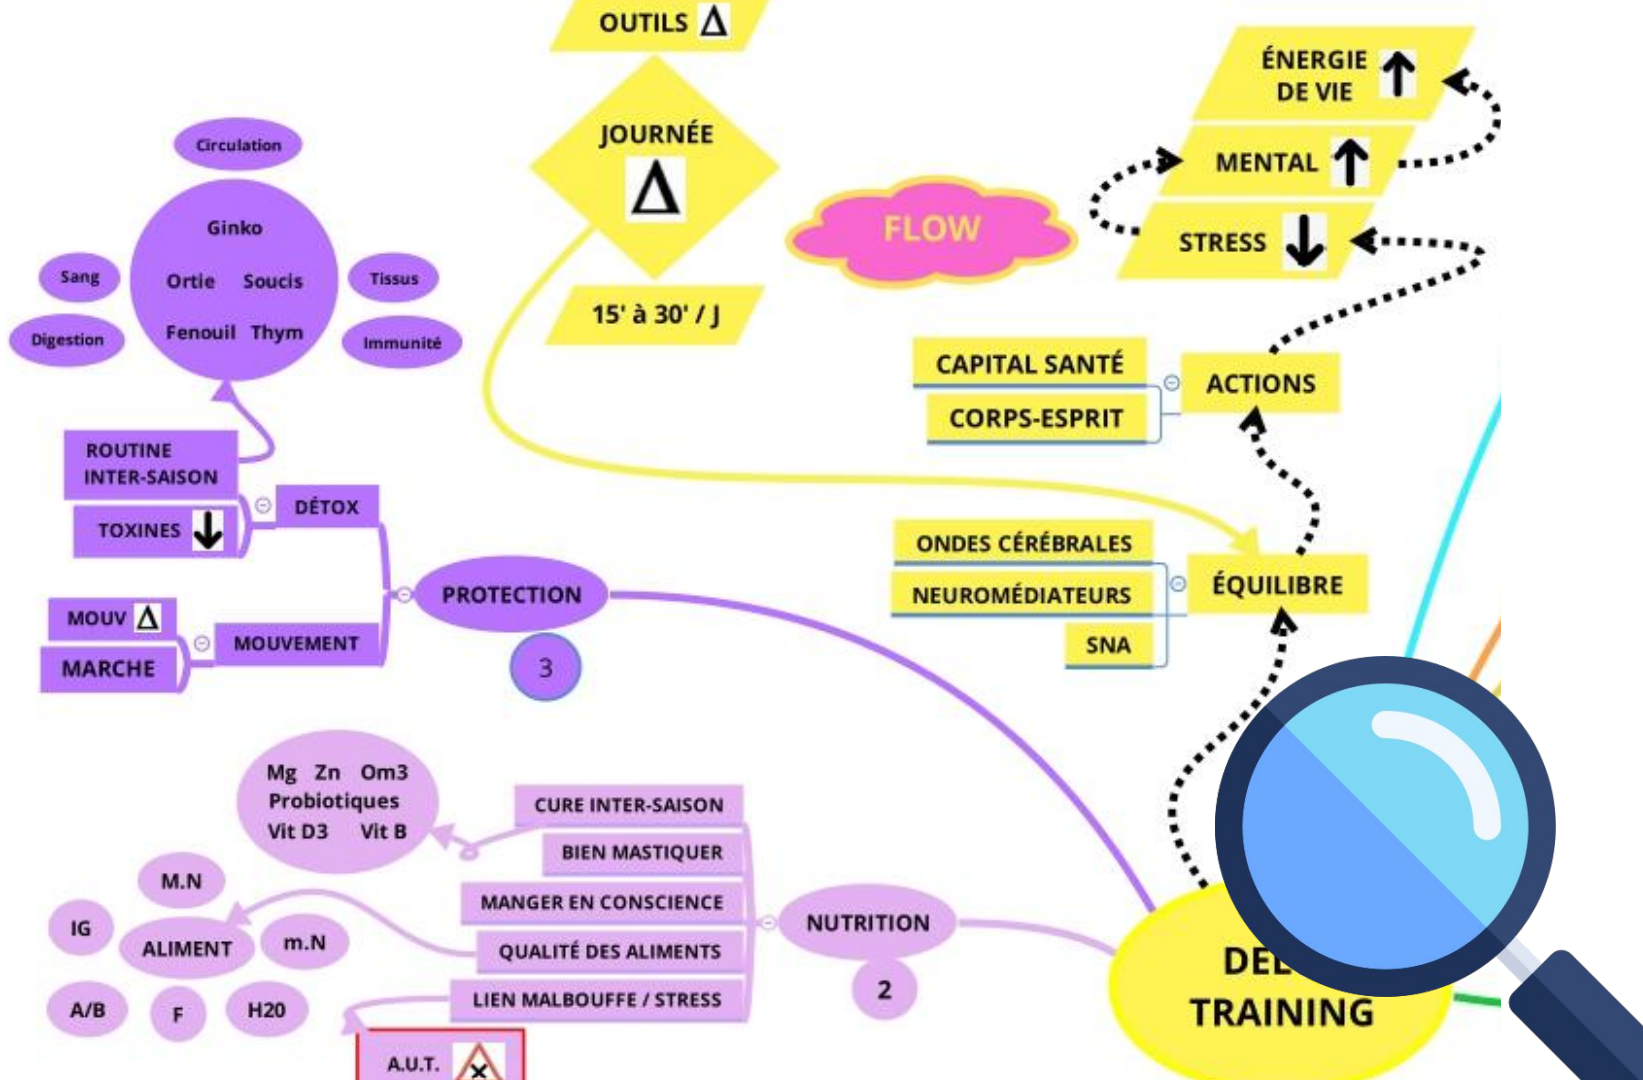 OUTILS Δ
JOURNÉE
Δ
15' à 30' / J
FLOW
ÉNERGIE
DE VIE
MENTAL
STRESS
CAPITAL SANTÉ
CORPS-ESPRIT
ACTIONS
ONDES CÉRÉBRALES
NEUROMÉDIATEURS
SNA
ÉQUILIBRE
Circulation
Ginko
Ortie Soucis
Fenouil Thym
Sang
Digestion
Tissus
Immunité
ROUTINE
INTER-SAISON
TOXINES
DÉTOX
MOUV Δ
MARCHE
MOUVEMENT
PROTECTION
3
Mg Zn Om3
Probiotiques
Vit D3 Vit B
CURE INTER-SAISON
BIEN MASTIQUER
MANGER EN CONSCIENCE
QUALITÉ DES ALIMENTS
LIEN MALBOUFFE / STRESS
NUTRITION
2
M.N
IG
ALIMENT
m.N
A/B
F
H20
A.U.T.
TRAINING